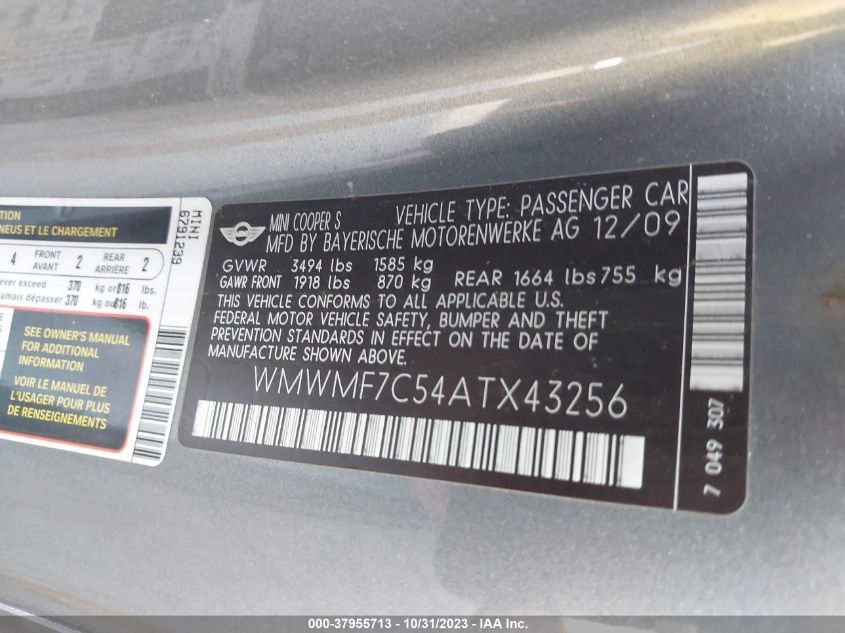 TION
NEUS ET LE CHARGEMENT
4 FRONT AVANT 2 REAR ARRIÈRE 2
ever exceed 370 kg or 816 lbs.
amais dépasser 370 kg ou 816 lb.
SEE OWNER'S MANUAL
FOR ADDITIONAL
INFORMATION
VOIR LE MANUEL DE
L'USAGER POUR PLUS
DE RENSEIGNEMENTS
MINI
6791239
MINI
MINI COOPER S VEHICLE TYPE: PASSENGER CAR
MFD BY BAYERISCHE MOTORENWERKE AG 12/09
GVWR 3494 lbs 1585 kg
GAWR FRONT 1918 lbs 870 kg REAR 1664 lbs 755 kg
THIS VEHICLE CONFORMS TO ALL APPLICABLE U.S.
FEDERAL MOTOR VEHICLE SAFETY, BUMPER AND THEFT
PREVENTION STANDARDS IN EFFECT ON THE DATE OF
MANUFACTURE SHOWN ABOVE.
WMWMF7C54ATX43256
7 049 307
000-37955713 - 10/31/2023 - IAA Inc.